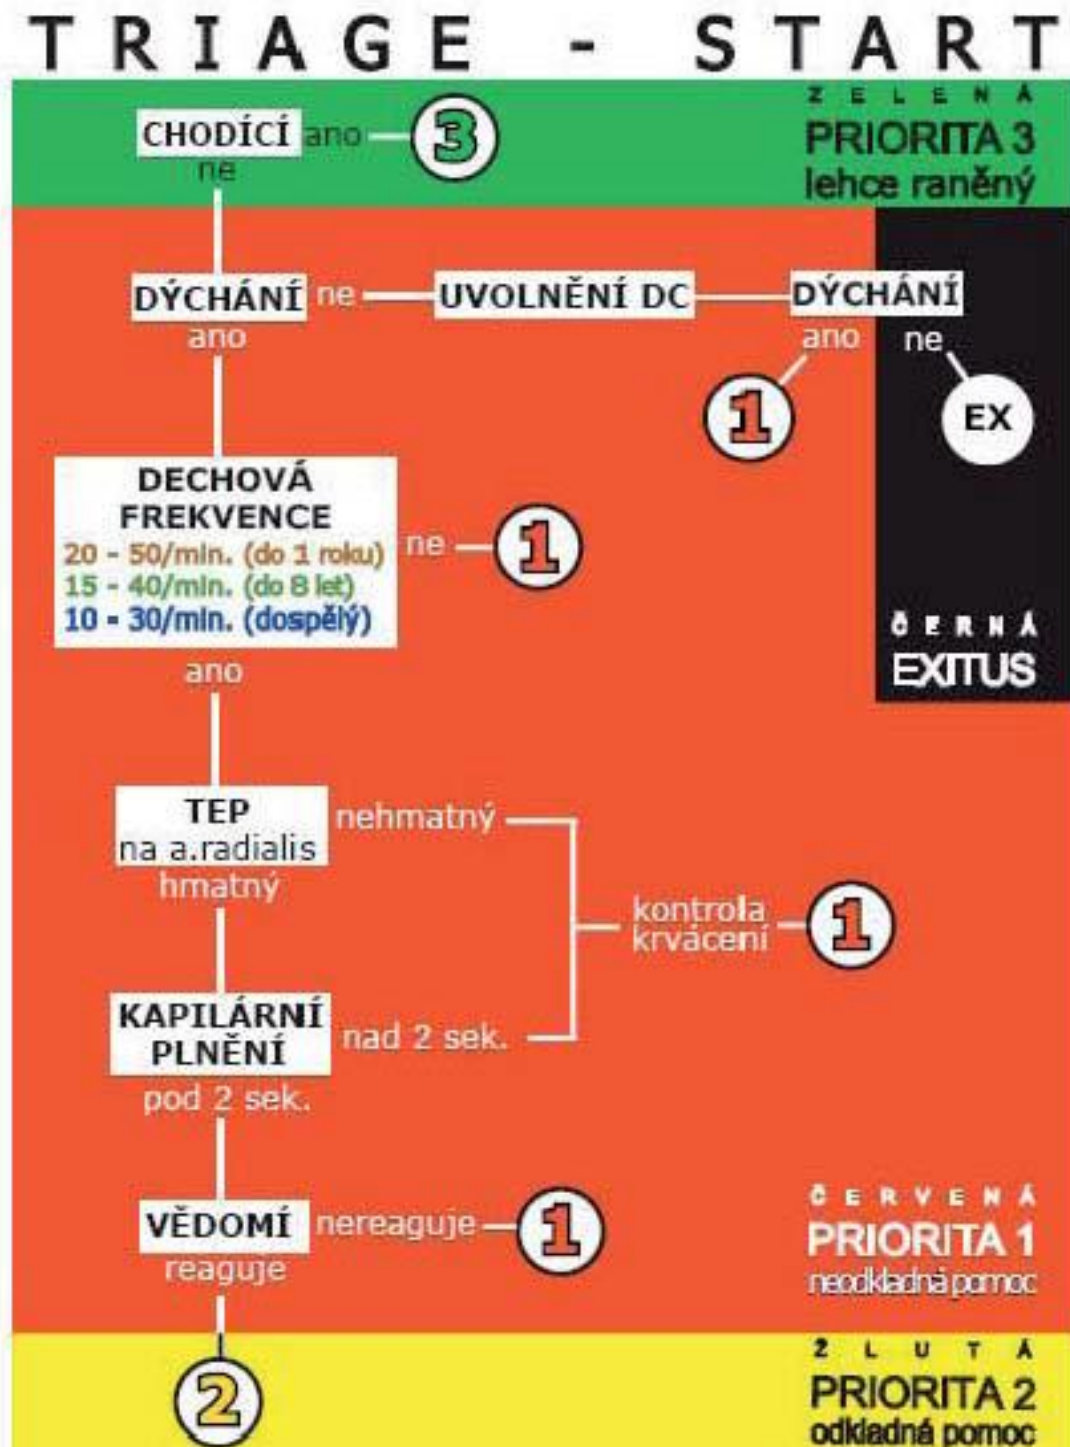 TRIAGE - START
ZELENÁ
CHODÍCÍ ano 3
PRIORITA 3
ne
lehce raněný
DÝCHÁNÍ ne UVOLNĚNÍ DC DÝCHÁNÍ
ano
ano ne
1
EX
DECHOVÁ
FREKVENCE
20 - 50/min. (do 1 roku)
15 - 40/min. (do 8 let)
10 - 30/min. (dospělý)
ne 1
ano
ČERNÁ
EXITUS
TEP
na a.radialis
nehmatný
hmatný
kontrola
krvácení
1
KAPILÁRNÍ
PLNĚNÍ
nad 2 sek.
pod 2 sek.
VĚDOMÍ nereaguje 1
reaguje
ČERVENÁ
PRIORITA 1
neodkladná pomoc
2
ŽLUTÁ
PRIORITA 2
odkladná pomoc